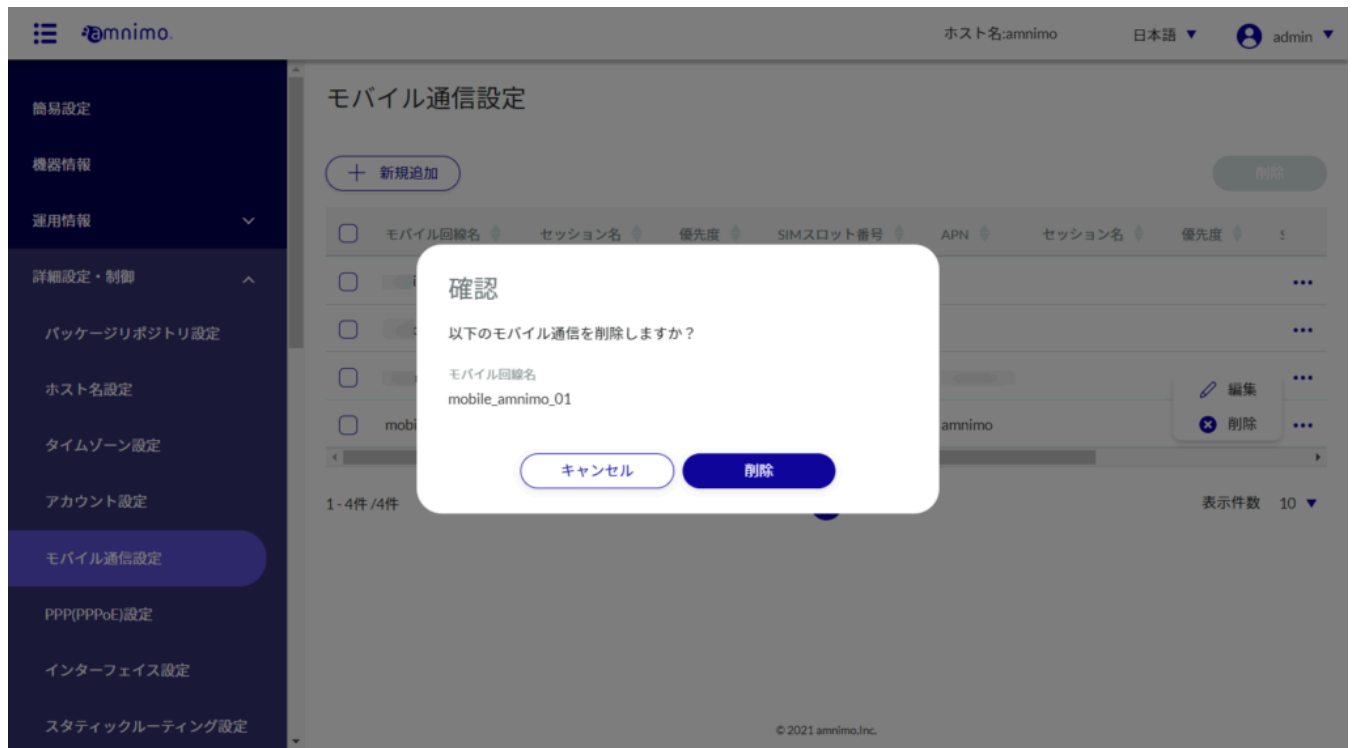 amnimo.
ホスト名:amnimo 日本語 ▼ admin ▼
簡易設定
機器情報
運用情報
詳細設定・制御
パッケージリポジトリ設定
ホスト名設定
タイムゾーン設定
アカウント設定
モバイル通信設定
PPP(PPPoE)設定
インターフェイス設定
スタティックルーティング設定
モバイル通信設定
+ 新規追加
削除
モバイル回線名 セッション名 優先度 SIMスロット番号 APN セッション名 優先度
amnimo
編集
削除
1 - 4件 /4件
表示件数 10 ▼
確認
以下のモバイル通信を削除しますか？
モバイル回線名
mobile_amnimo_01
キャンセル
削除
© 2021 amnimo,Inc.